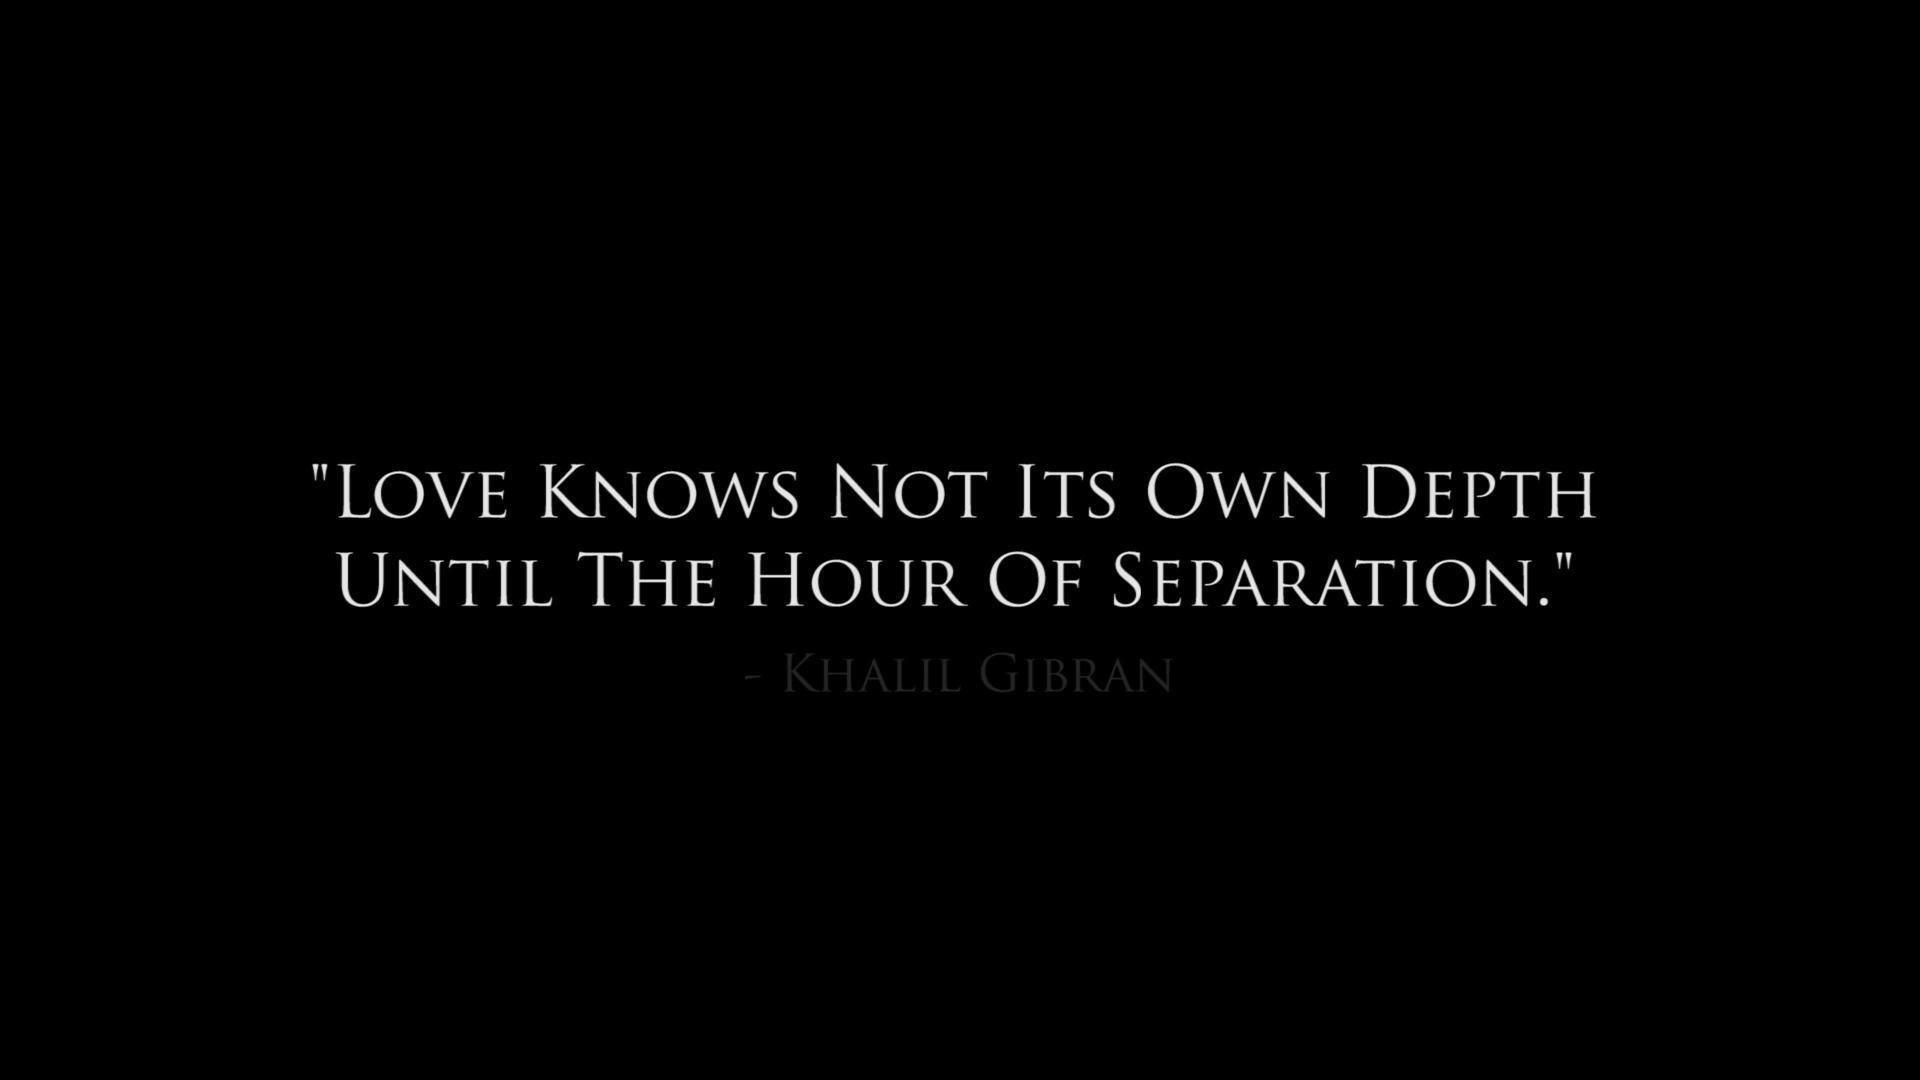 "Love Knows Not Its Own Depth
Until The Hour Of Separation."
- Khalil Gibran